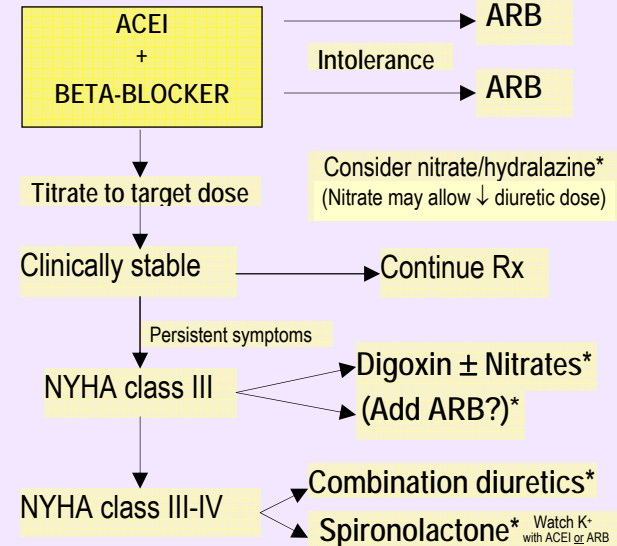 ACEI
+
BETA-BLOCKER
ARB
Intolerance
ARB
Consider nitrate/hydralazine*
(Nitrate may allow ↓ diuretic dose)
Titrate to target dose
Clinically stable
Continue Rx
Persistent symptoms
NYHA class III
Digoxin ± Nitrates*
(Add ARB?)*
NYHA class III-IV
Combination diuretics*
Spironolactone* Watch K+
with ACEI or ARB